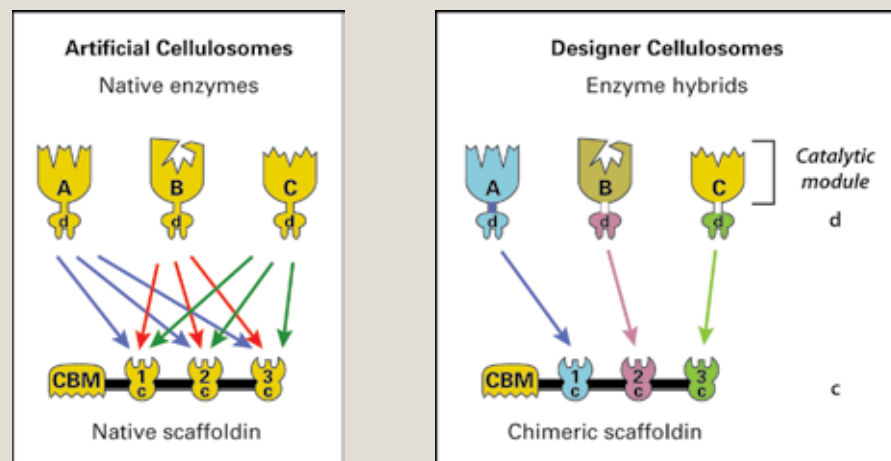 Artificial Cellulosomes
Native enzymes
A B C
d d d
CBM 1 2 3
c c c
Native scaffoldin
Designer Cellulosomes
Enzyme hybrids
A B C
Catalytic
module
d d d
d
CBM 1 2 3
c c c
c
Chimeric scaffoldin